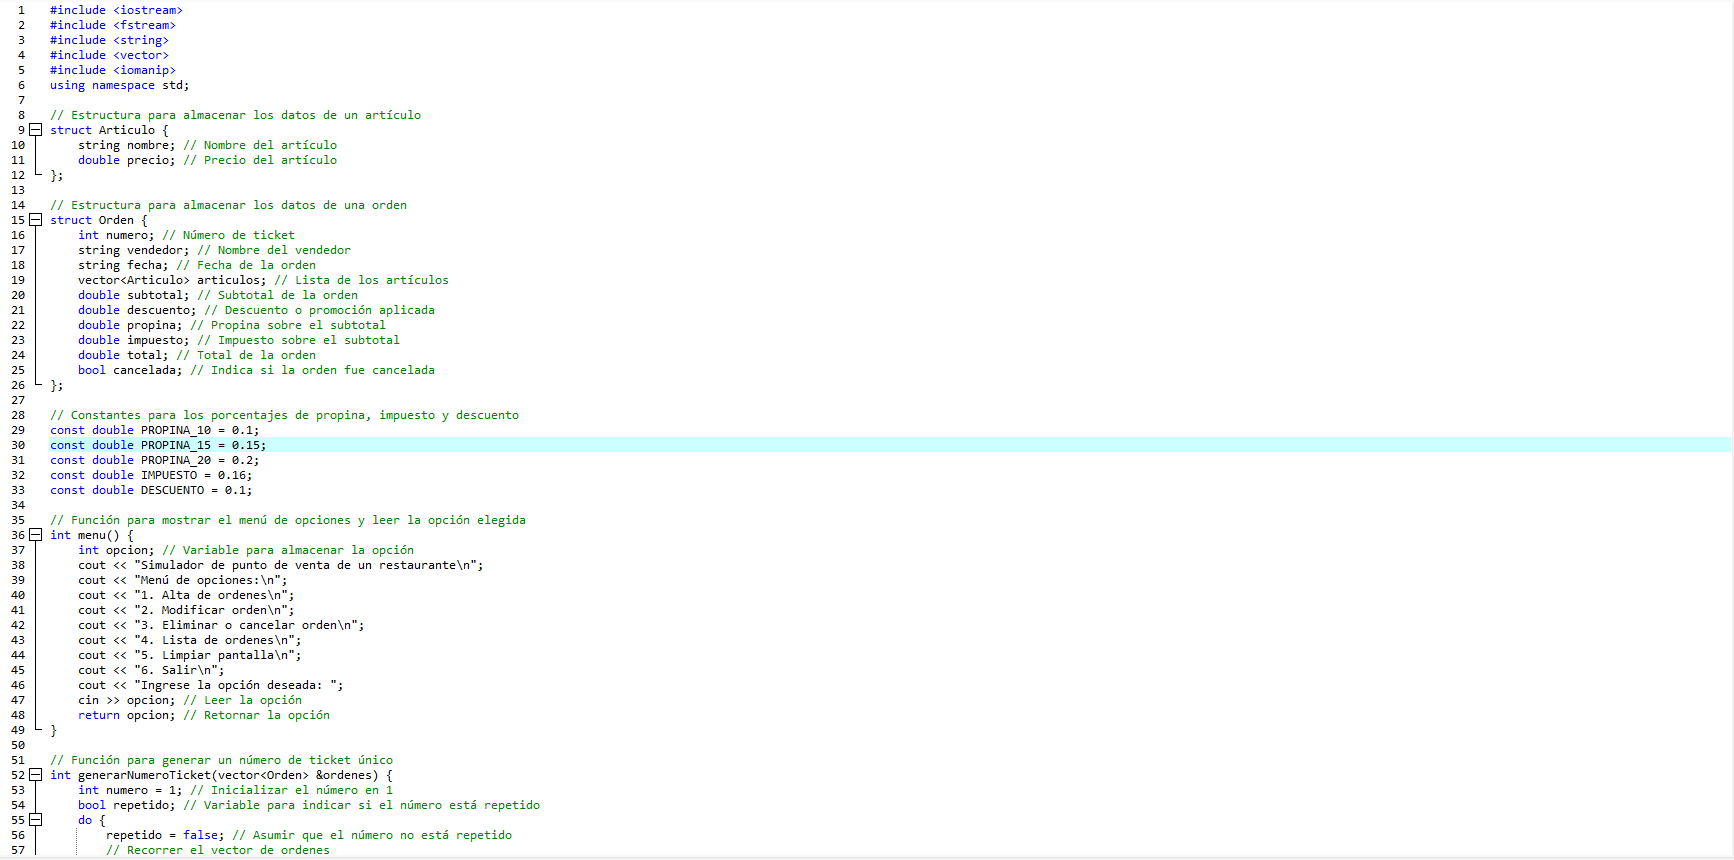 1 #include <iostream>
2 #include <fstream>
3 #include <string>
4 #include <vector>
5 #include <iomanip>
6 using namespace std;
7
8 // Estructura para almacenar los datos de un artículo
9 struct Articulo {
10     string nombre; // Nombre del artículo
11     double precio; // Precio del artículo
12 };
13
14 // Estructura para almacenar los datos de una orden
15 struct Orden {
16     int numero; // Número de ticket
17     string vendedor; // Nombre del vendedor
18     string fecha; // Fecha de la orden
19     vector<Articulo> articulos; // Lista de los artículos
20     double subtotal; // Subtotal de la orden
21     double descuento; // Descuento o promoción aplicada
22     double propina; // Propina sobre el subtotal
23     double impuesto; // Impuesto sobre el subtotal
24     double total; // Total de la orden
25     bool cancelada; // Indica si la orden fue cancelada
26 };
27
28 // Constantes para los porcentajes de propina, impuesto y descuento
29 const double PROPINA_10 = 0.1;
30 const double PROPINA_15 = 0.15;
31 const double PROPINA_20 = 0.2;
32 const double IMPUESTO = 0.16;
33 const double DESCUENTO = 0.1;
34
35 // Función para mostrar el menú de opciones y leer la opción elegida
36 int menu() {
37     int opcion; // Variable para almacenar la opción
38     cout << "Simulador de punto de venta de un restaurante\n";
39     cout << "Menú de opciones:\n";
40     cout << "1. Alta de ordenes\n";
41     cout << "2. Modificar orden\n";
42     cout << "3. Eliminar o cancelar orden\n";
43     cout << "4. Lista de ordenes\n";
44     cout << "5. Limpiar pantalla\n";
45     cout << "6. Salir\n";
46     cout << "Ingrese la opción deseada: ";
47     cin >> opcion; // Leer la opción
48     return opcion; // Retornar la opción
49 }
50
51 // Función para generar un número de ticket único
52 int generarNumeroTicket(vector<Orden> &ordenes) {
53     int numero = 1; // Inicializar el número en 1
54     bool repetido; // Variable para indicar si el número está repetido
55     do {
56         repetido = false; // Asumir que el número no está repetido
57         // Recorrer el vector de ordenes